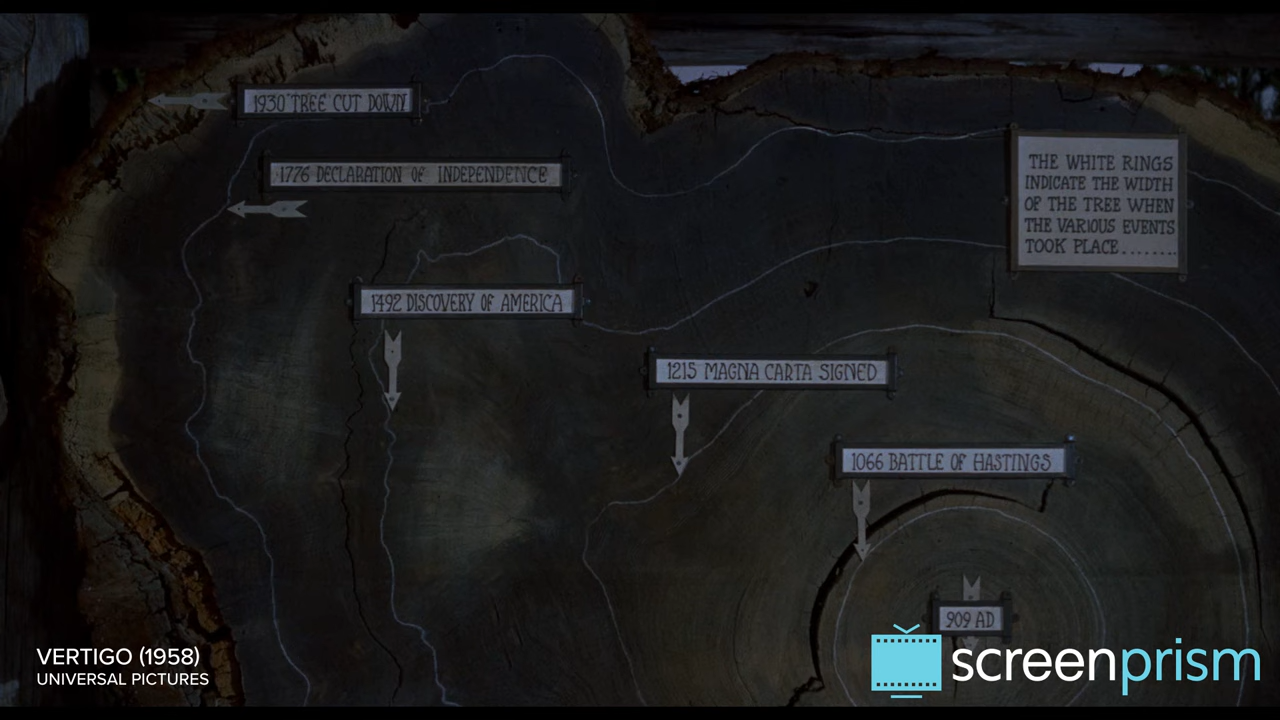 1930 "TREE" CUT DOWN
1776 DECLARATION OF INDEPENDENCE
THE WHITE RINGS
INDICATE THE WIDTH
OF THE TREE WHEN
THE VARIOUS EVENTS
TOOK PLACE........
1492 DISCOVERY OF AMERICA
1215 MAGNA CARTA SIGNED
1066 BATTLE OF HASTINGS
909 AD
VERTIGO (1958)
UNIVERSAL PICTURES
screenprism